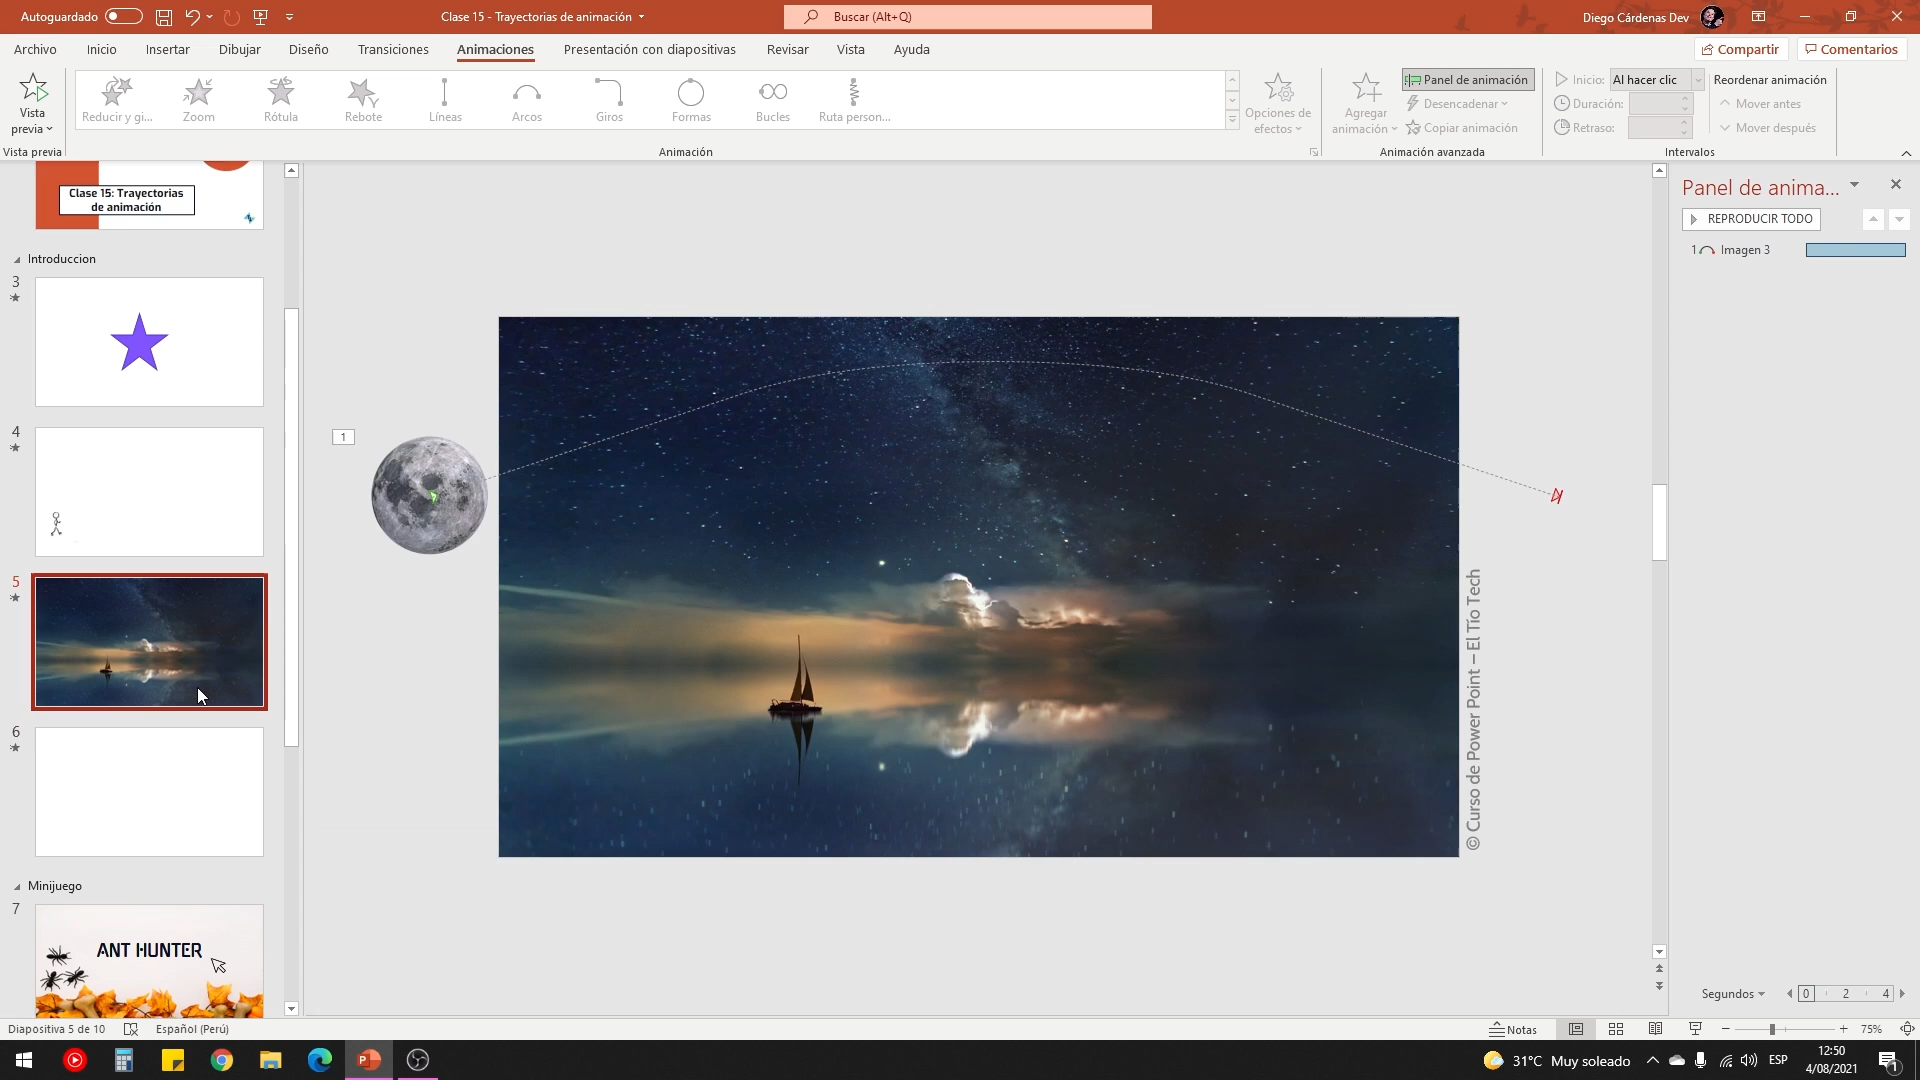 Autoguardado
Clase 15 - Trayectorias de animación
Buscar (Alt+Q)
Diego Cárdenas Dev
Archivo
Inicio
Insertar
Dibujar
Diseño
Transiciones
Animaciones
Presentación con diapositivas
Revisar
Vista
Ayuda
Compartir
Comentarios
Vista
previa
Vista previa
Reducir y gi...
Zoom
Rótula
Rebote
Líneas
Arcos
Giros
Formas
Bucles
Ruta person...
Animación
Opciones de
efectos
Agregar
animación
Panel de animación
Desencadenar
Copiar animación
Animación avanzada
Inicio: Al hacer clic
Duración:
Retraso:
Reordenar animación
Mover antes
Mover después
Intervalos
Clase 15: Trayectorias
de animación
Introduccion
3
4
5
6
Minijuego
7
ANT HUNTER
1
© Curso de Power Point – El Tío Tech
Panel de anima...
REPRODUCIR TODO
1 Imagen 3
Segundos
0 2 4
Diapositiva 5 de 10
Español (Perú)
Notas
75%
P
31°C Muy soleado
ESP
12:50
4/08/2021
1